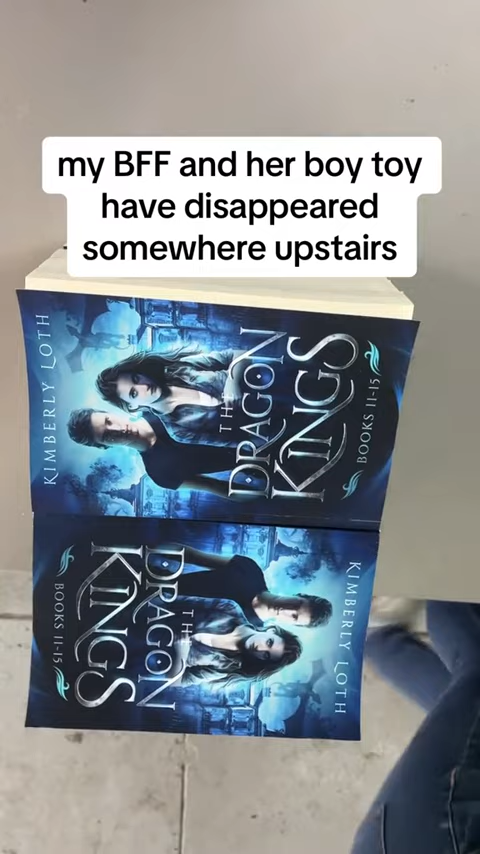 my BFF and her boy toy
have disappeared
somewhere upstairs
KIMBERLY LOTH
THE
DRAGON
KINGS
BOOKS 11-15
KIMBERLY LOTH
THE
DRAGON
KINGS
BOOKS 11-15